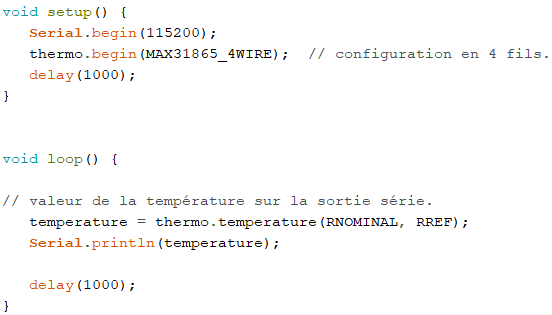 void setup() {
   Serial.begin(115200);
   thermo.begin(MAX31865_4WIRE);  // configuration en 4 fils.
   delay(1000);
}
void loop() {
// valeur de la température sur la sortie série.
   temperature = thermo.temperature(RNOMINAL, RREF);
   Serial.println(temperature);
   delay(1000);
}